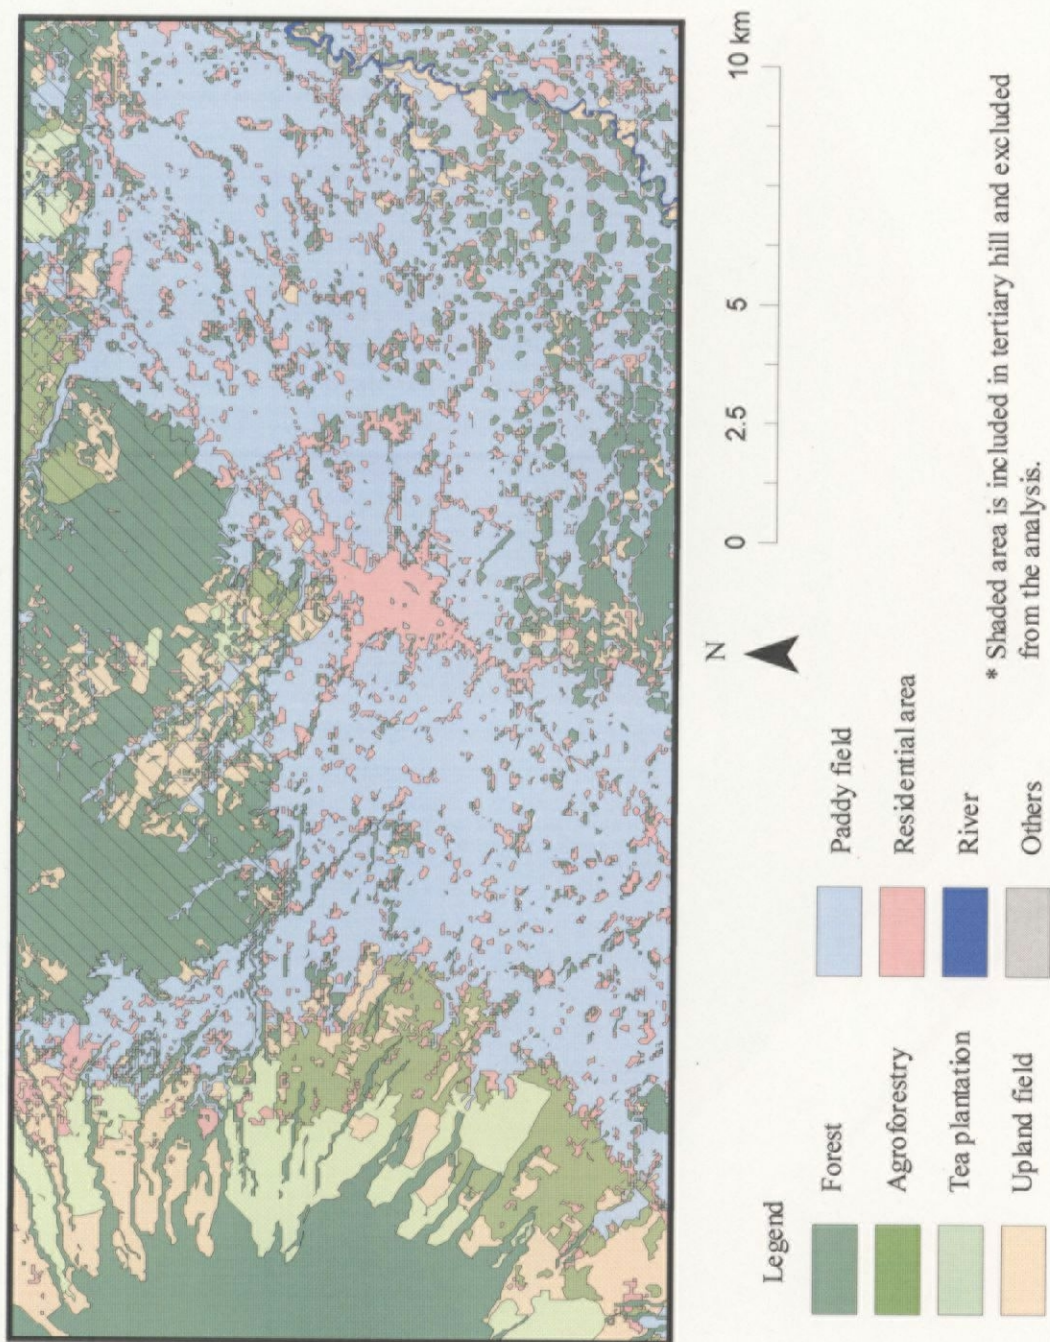 N
0
2.5
5
10 km
Legend
Forest
Agroforestry
Tea plantation
Upland field
Paddy field
Residential area
River
Others
* Shaded area is included in tertiary hill and excluded
from the analysis.